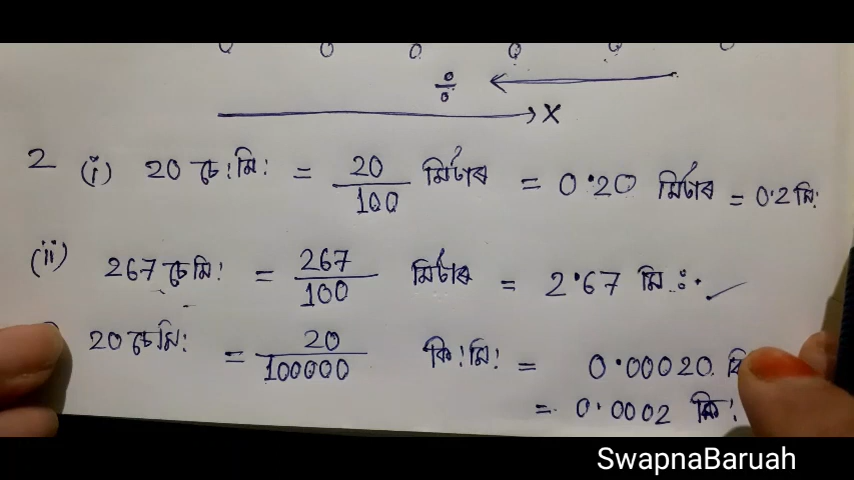 ÷
X
2 (i) 20 চে:মি: = 20/100 মিটাৰ = 0.20 মিটাৰ = 0.2 মি:
(ii) 267 চেমি: = 267/100 মিটাৰ = 2.67 মি:
20 চেমি: = 20/100000 কি:মি: = 0.00020
= 0.0002
SwapnaBaruah